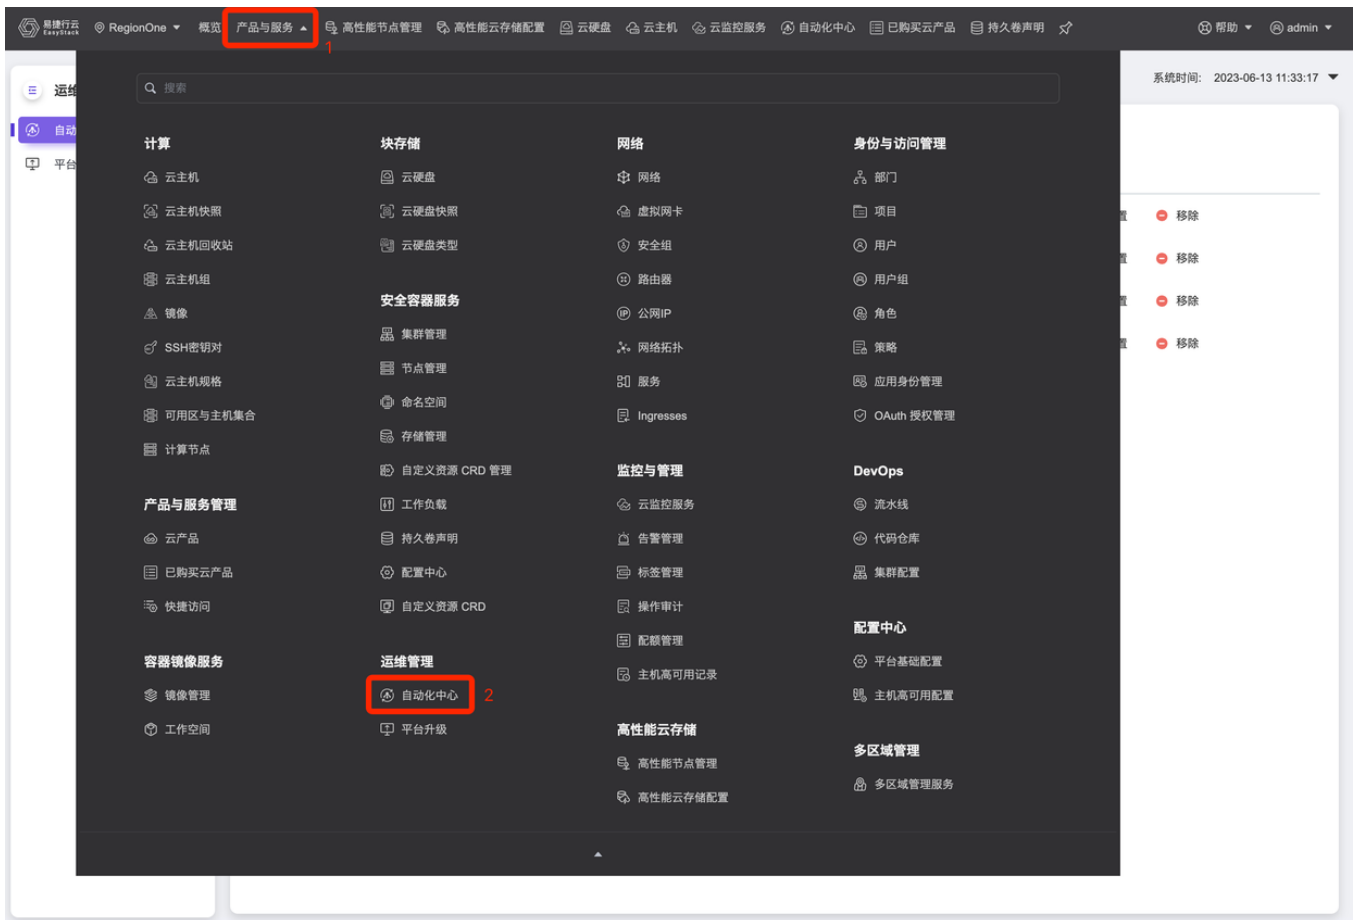 易捷行云 EasyStack RegionOne 概览 产品与服务 高性能节点管理 高性能云存储配置 云硬盘 云主机 云监控服务 自动化中心 已购买云产品 持久卷声明 帮助 admin
1
系统时间: 2023-06-13 11:33:17
运维
自动
平台
搜索
计算
云主机
云主机快照
云主机回收站
云主机组
镜像
SSH密钥对
云主机规格
可用区与主机集合
计算节点
产品与服务管理
云产品
已购买云产品
快捷访问
容器镜像服务
镜像管理
工作空间
块存储
云硬盘
云硬盘快照
云硬盘类型
安全容器服务
集群管理
节点管理
命名空间
存储管理
自定义资源 CRD 管理
工作负载
持久卷声明
配置中心
自定义资源 CRD
运维管理
自动化中心 2
平台升级
网络
网络
虚拟网卡
安全组
路由器
公网IP
网络拓扑
服务
Ingresses
监控与管理
云监控服务
告警管理
标签管理
操作审计
配额管理
主机高可用记录
高性能云存储
高性能节点管理
高性能云存储配置
身份与访问管理
部门
项目
用户
用户组
角色
策略
应用身份管理
OAuth 授权管理
DevOps
流水线
代码仓库
集群配置
配置中心
平台基础配置
主机高可用配置
多区域管理
多区域管理服务
置 移除
置 移除
置 移除
置 移除